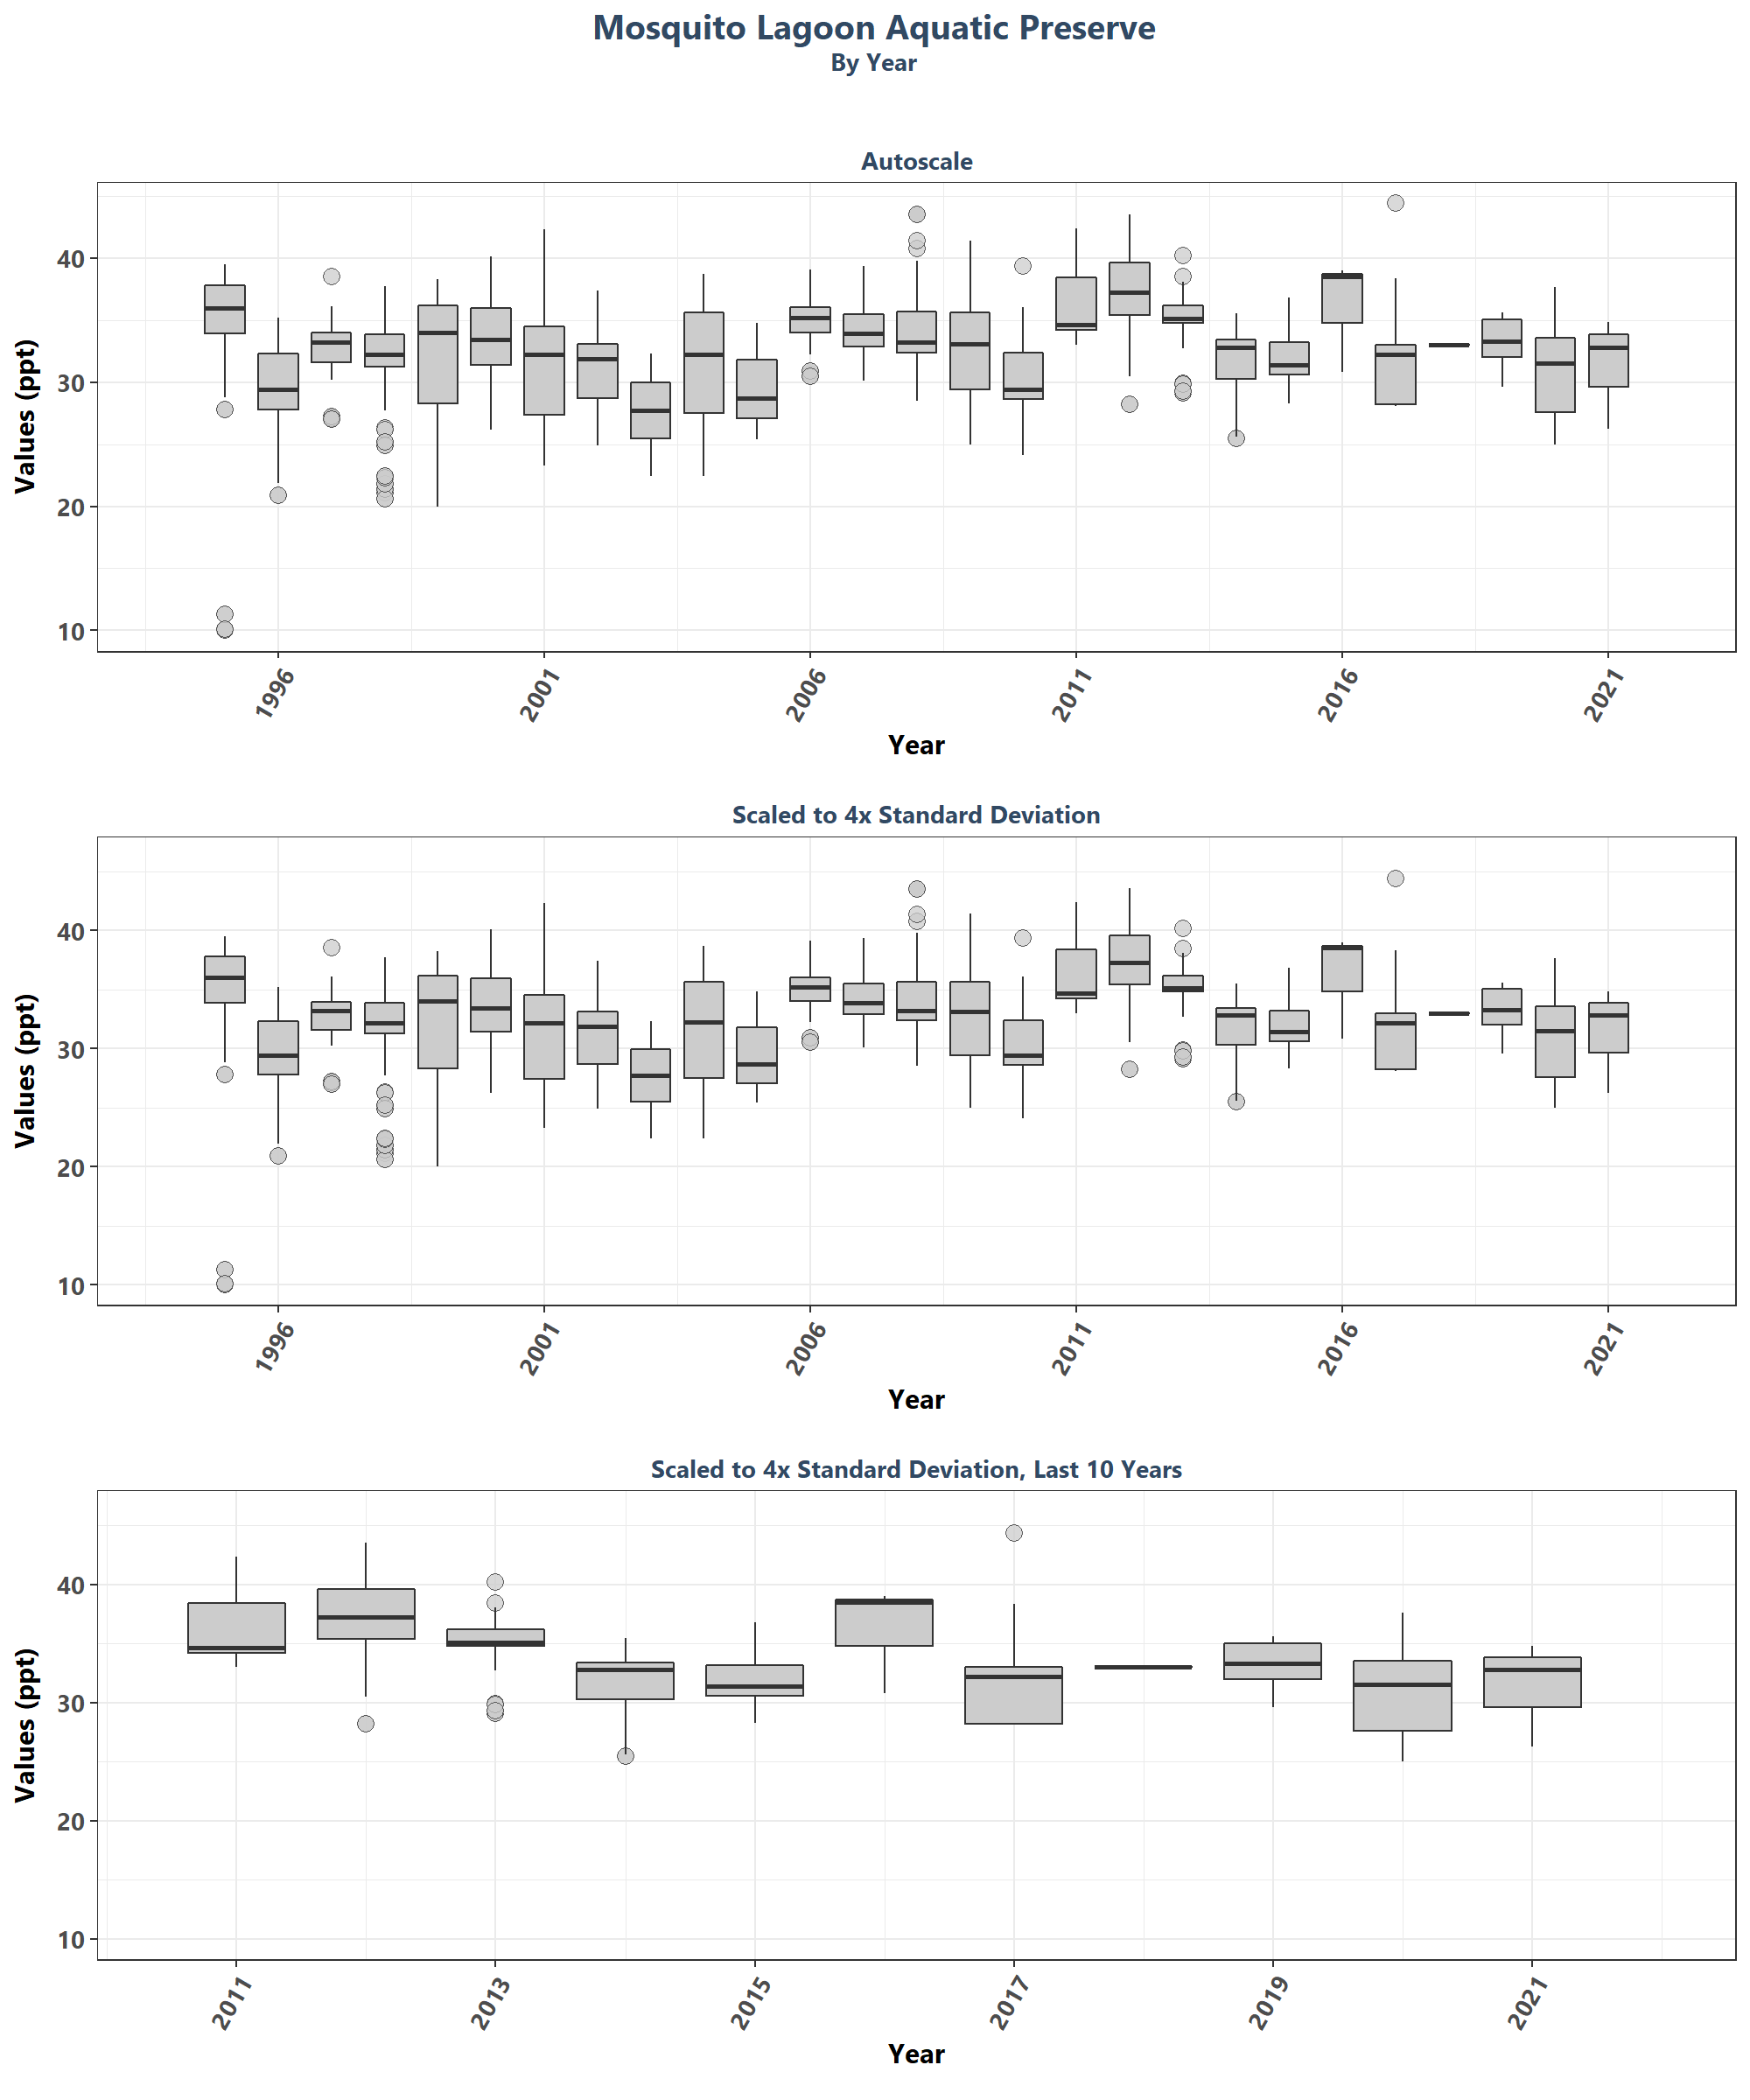 Mosquito Lagoon Aquatic Preserve
By Year
Autoscale
Values (ppt)
40
30
20
10
1996
2001
2006
2011
2016
2021
Year
Scaled to 4x Standard Deviation
Values (ppt)
40
30
20
10
1996
2001
2006
2011
2016
2021
Year
Scaled to 4x Standard Deviation, Last 10 Years
Values (ppt)
40
30
20
10
2011
2013
2015
2017
2019
2021
Year